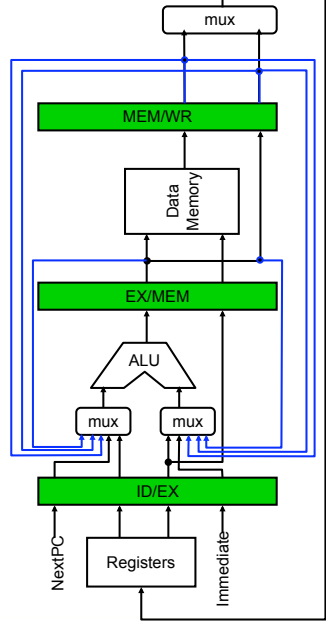 mux
MEM/WR
Data
Memory
EX/MEM
ALU
mux
mux
ID/EX
NextPC
Registers
Immediate